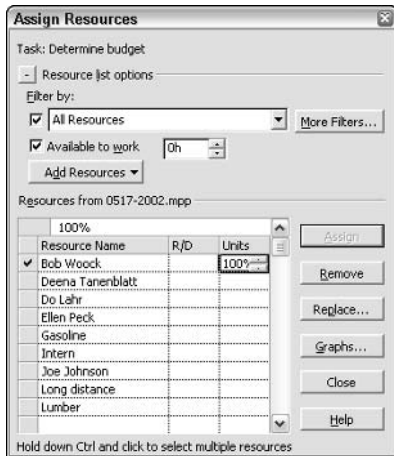 Assign Resources
Task: Determine budget
- Resource list options
Filter by:
All Resources
More Filters...
Available to work 0h
Add Resources
Resources from 0517-2002.mpp
100%
Assign
Resource Name R/D Units
Bob Woock 100%
Deena Tanenblatt
Remove
Do Lahr
Ellen Peck
Replace...
Gasoline
Intern
Graphs...
Joe Johnson
Long distance
Close
Lumber
Help
Hold down Ctrl and click to select multiple resources